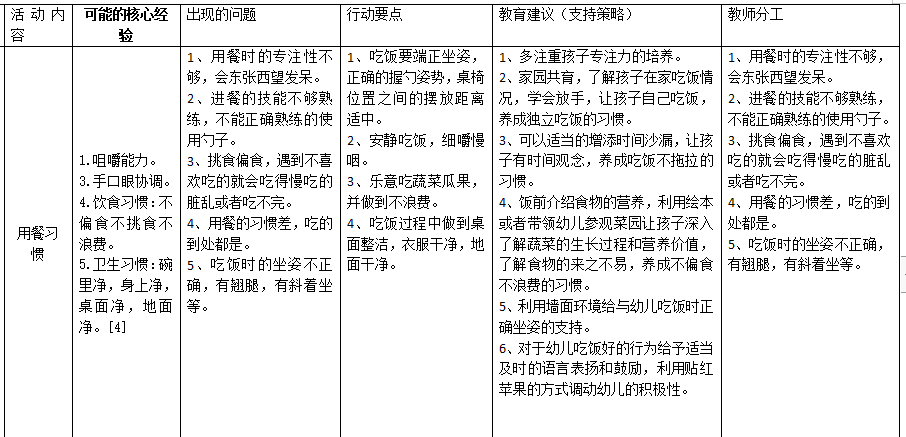 活动内容
可能的核心经验
出现的问题
行动要点
教育建议（支持策略）
教师分工
用餐习惯
1.咀嚼能力。
3.手口眼协调。
4.饮食习惯:不
偏食不挑食不
浪费。
5.卫生习惯:碗
里净,身上净,
桌面净，地面
净。[4]
1、用餐时的专注性不
够，会东张西望发呆。
2、进餐的技能不够熟
练，不能正确熟练的使
用勺子。
3、挑食偏食，遇到不喜
欢吃的就会吃得慢吃的
脏乱或者吃不完。
4、用餐的习惯差，吃的
到处都是。
5、吃饭时的坐姿不正
确，有翘腿，有斜着坐
等。
1、吃饭要端正坐姿，
正确的握勺姿势，桌椅
位置之间的摆放距离
适中。
2、安静吃饭，细嚼慢
咽。
3、乐意吃蔬菜瓜果，
并做到不浪费。
4、吃饭过程中做到桌
面整洁，衣服干净，地
面干净。
1、多注重孩子专注力的培养。
2、家园共育，了解孩子在家吃饭情
况，学会放手，让孩子自己吃饭，
养成独立吃饭的习惯。
3、可以适当的增添时间沙漏，让孩
子有时间观念，养成吃饭不拖拉的
习惯。
4、饭前介绍食物的营养，利用绘本
或者带领幼儿参观菜园让孩子深入
了解蔬菜的生长过程和营养价值，
了解食物的来之不易，养成不偏食
不浪费的习惯。
5、利用墙面环境给与幼儿吃饭时正
确坐姿的支持。
6、对于幼儿吃饭好的行为给予适当
及时的语言表扬和鼓励，利用贴红
苹果的方式调动幼儿的积极性。
1、用餐时的专注性不够，
会东张西望发呆。
2、进餐的技能不够熟练，
不能正确熟练的使用勺子。
3、挑食偏食，遇到不喜欢
吃的就会吃得慢吃的脏乱
或者吃不完。
4、用餐的习惯差，吃的到
处都是。
5、吃饭时的坐姿不正确，
有翘腿，有斜着坐等。